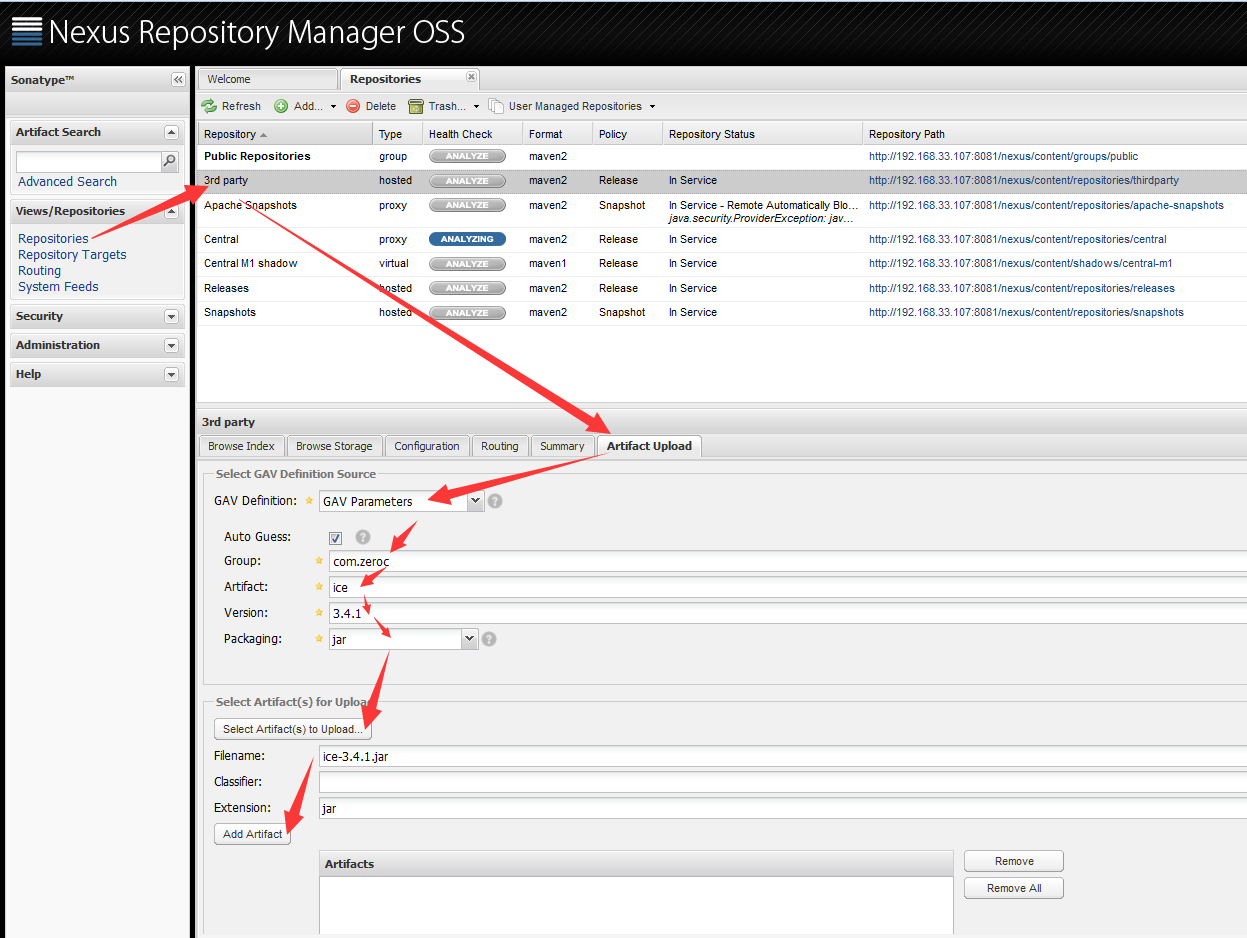 Nexus Repository Manager OSS
Sonatype™
Artifact Search
Advanced Search
Views/Repositories
Repositories
Repository Targets
Routing
System Feeds
Security
Administration
Help
Welcome Repositories
Refresh Add... Delete Trash... User Managed Repositories
Repository Type Health Check Format Policy Repository Status Repository Path
Public Repositories group ANALYZE maven2 http://192.168.33.107:8081/nexus/content/groups/public
3rd party hosted ANALYZE maven2 Release In Service http://192.168.33.107:8081/nexus/content/repositories/thirdparty
Apache Snapshots proxy ANALYZE maven2 Snapshot In Service - Remote Automatically Blo... http://192.168.33.107:8081/nexus/content/repositories/apache-snapshots
java.security.ProviderException: jav...
Central proxy ANALYZING maven2 Release In Service http://192.168.33.107:8081/nexus/content/repositories/central
Central M1 shadow virtual ANALYZE maven1 Release In Service http://192.168.33.107:8081/nexus/content/shadows/central-m1
Releases hosted ANALYZE maven2 Release In Service http://192.168.33.107:8081/nexus/content/repositories/releases
Snapshots hosted ANALYZE maven2 Snapshot In Service http://192.168.33.107:8081/nexus/content/repositories/snapshots
3rd party
Browse Index Browse Storage Configuration Routing Summary Artifact Upload
Select GAV Definition Source
GAV Definition: GAV Parameters
Auto Guess:
Group: com.zeroc
Artifact: ice
Version: 3.4.1
Packaging: jar
Select Artifact(s) for Upload
Select Artifact(s) to Upload...
Filename: ice-3.4.1.jar
Classifier:
Extension: jar
Add Artifact
Artifacts
Remove
Remove All